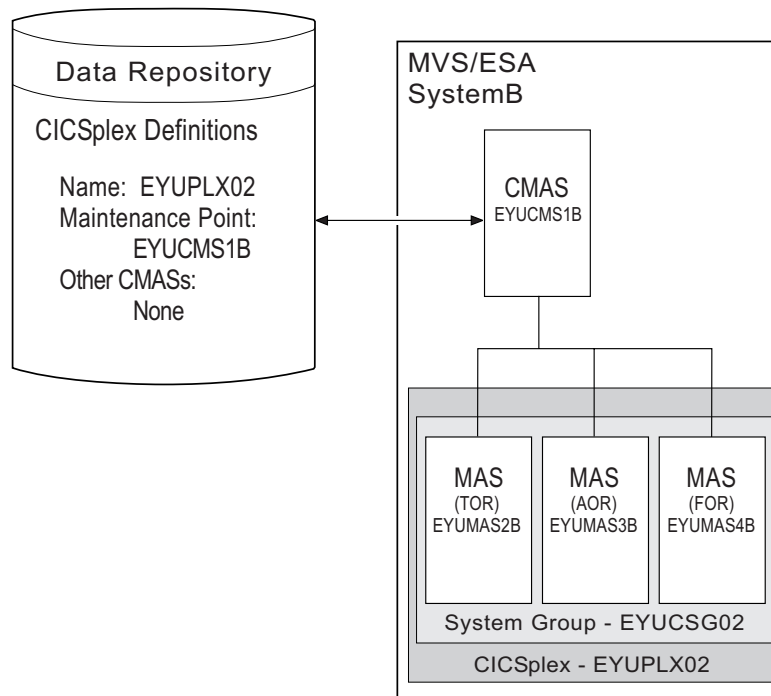 Data Repository
CICSplex Definitions
Name: EYUPLX02
Maintenance Point:
EYUCMS1B
Other CMASs:
None
MVS/ESA
SystemB
CMAS
EYUCMS1B
MAS
(TOR)
EYUMAS2B
MAS
(AOR)
EYUMAS3B
MAS
(FOR)
EYUMAS4B
System Group - EYUCSG02
CICSplex - EYUPLX02